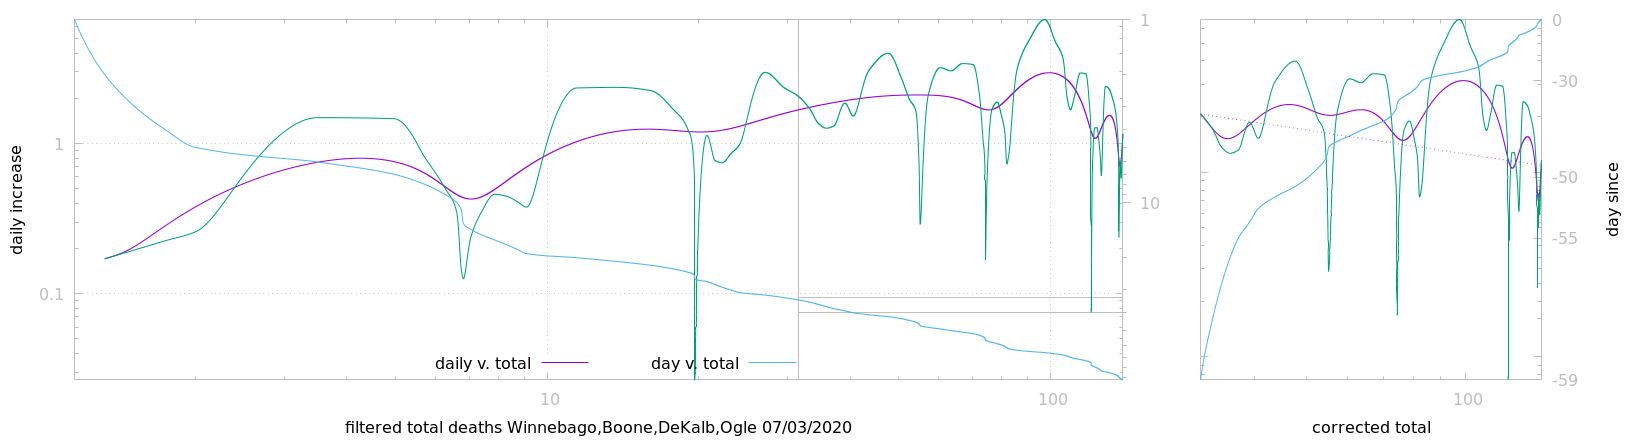 1
0
-30
1
daily increase
-50
day since
10
-55
0.1
daily v. total
day v. total
-59
10
100
100
filtered total deaths Winnebago,Boone,DeKalb,Ogle 07/03/2020
corrected total